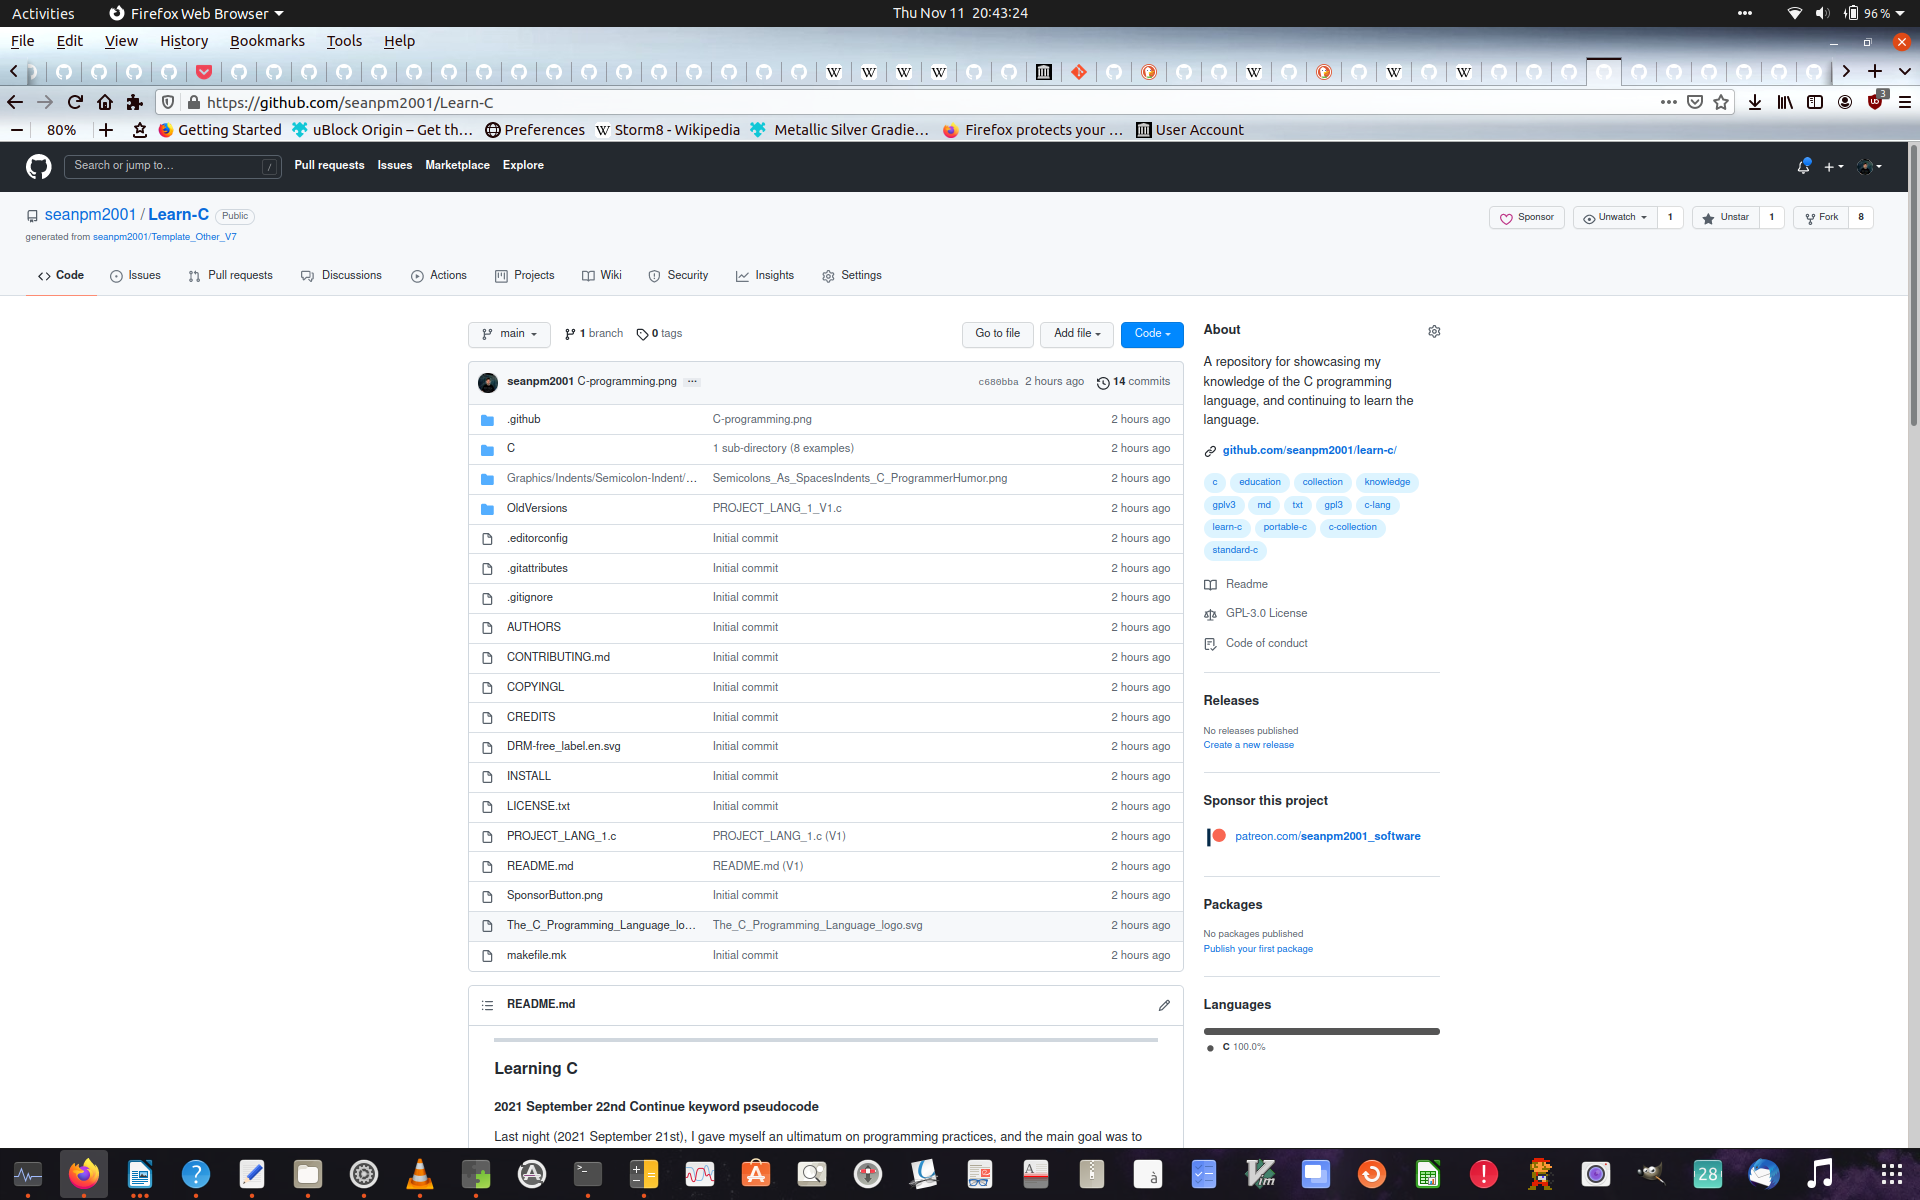 Activities Firefox Web Browser Thu Nov 11 20:43:24 96 %
File Edit View History Bookmarks Tools Help
https://github.com/seanpm2001/Learn-C 3
80% Getting Started uBlock Origin – Get th… Preferences Storm8 - Wikipedia Metallic Silver Gradie… Firefox protects your … User Account
Search or jump to… / Pull requests Issues Marketplace Explore
seanpm2001 / Learn-C Public Sponsor Unwatch 1 Unstar 1 Fork 8
generated from seanpm2001/Template_Other_V7
Code Issues Pull requests Discussions Actions Projects Wiki Security Insights Settings
main 1 branch 0 tags Go to file Add file Code
seanpm2001 C-programming.png ... c680bba 2 hours ago 14 commits
.github C-programming.png 2 hours ago
C 1 sub-directory (8 examples) 2 hours ago
Graphics/Indents/Semicolon-Indent/… Semicolons_As_SpacesIndents_C_ProgrammerHumor.png 2 hours ago
OldVersions PROJECT_LANG_1_V1.c 2 hours ago
.editorconfig Initial commit 2 hours ago
.gitattributes Initial commit 2 hours ago
.gitignore Initial commit 2 hours ago
AUTHORS Initial commit 2 hours ago
CONTRIBUTING.md Initial commit 2 hours ago
COPYINGL Initial commit 2 hours ago
CREDITS Initial commit 2 hours ago
DRM-free_label.en.svg Initial commit 2 hours ago
INSTALL Initial commit 2 hours ago
LICENSE.txt Initial commit 2 hours ago
PROJECT_LANG_1.c PROJECT_LANG_1.c (V1) 2 hours ago
README.md README.md (V1) 2 hours ago
SponsorButton.png Initial commit 2 hours ago
The_C_Programming_Language_lo… The_C_Programming_Language_logo.svg 2 hours ago
makefile.mk Initial commit 2 hours ago
README.md
Learning C
2021 September 22nd Continue keyword pseudocode
Last night (2021 September 21st), I gave myself an ultimatum on programming practices, and the main goal was to
About
A repository for showcasing my
knowledge of the C programming
language, and continuing to learn the
language.
github.com/seanpm2001/learn-c/
c education collection knowledge
gplv3 md txt gpl3 c-lang
learn-c portable-c c-collection
standard-c
Readme
GPL-3.0 License
Code of conduct
Releases
No releases published
Create a new release
Sponsor this project
patreon.com/seanpm2001_software
Packages
No packages published
Publish your first package
Languages
C 100.0%
28